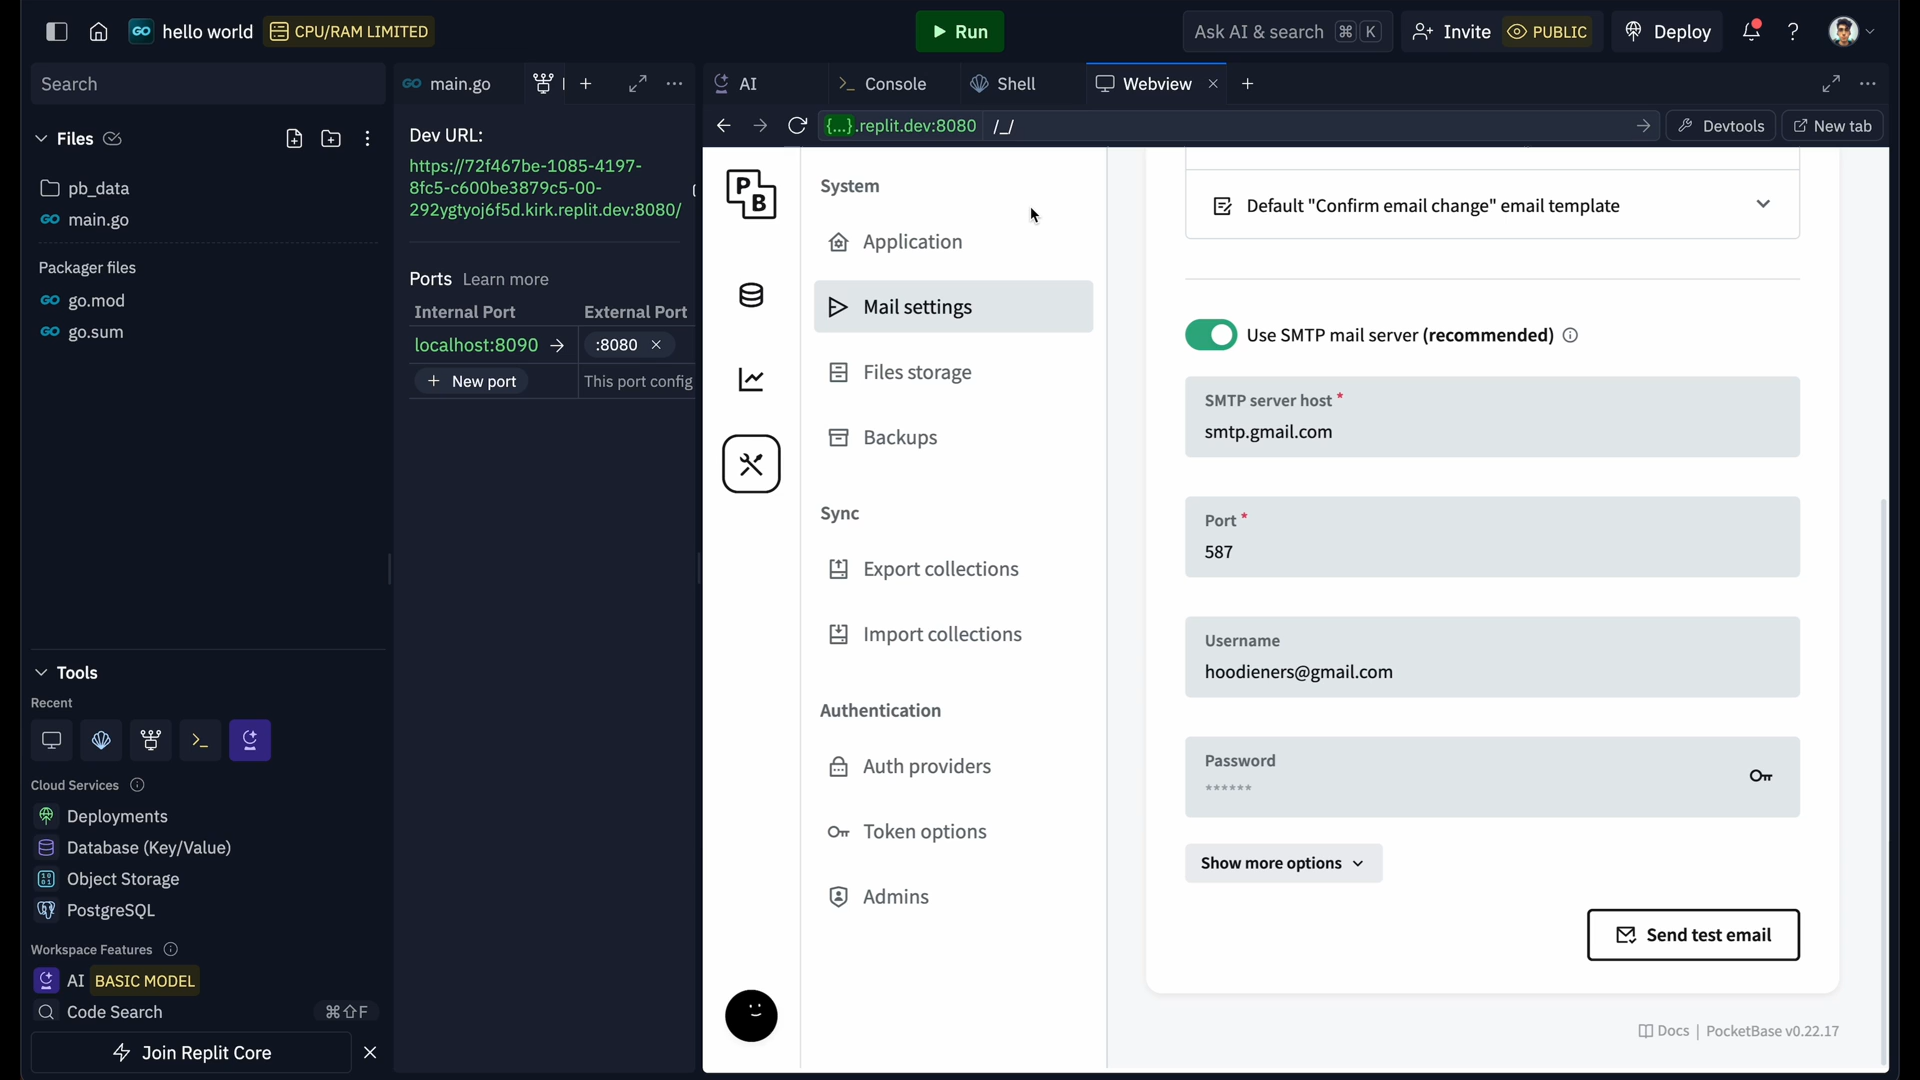 hello world
CPU/RAM LIMITED
Run
Ask AI & search ⌘ K
Invite
PUBLIC
Deploy
?
Search
Files
pb_data
main.go
Packager files
go.mod
go.sum
Tools
Recent
Cloud Services
Deployments
Database (Key/Value)
Object Storage
PostgreSQL
Workspace Features
AI BASIC MODEL
Code Search ⌘⇧F
Join Replit Core
main.go
Dev URL:
https://72f467be-1085-4197-
8fc5-c600be3879c5-00-
292ygtyoj6f5d.kirk.replit.dev:8080/
Ports Learn more
Internal Port External Port
localhost:8090 → :8080 ×
+ New port This port config
AI
Console
Shell
Webview ×
{...}.replit.dev:8080 /_/
Devtools
New tab
P
B
System
Application
Mail settings
Files storage
Backups
Sync
Export collections
Import collections
Authentication
Auth providers
Token options
Admins
Default "Confirm email change" email template
Use SMTP mail server (recommended)
SMTP server host *
smtp.gmail.com
Port *
587
Username
hoodieners@gmail.com
Password
******
Show more options
Send test email
Docs | PocketBase v0.22.17